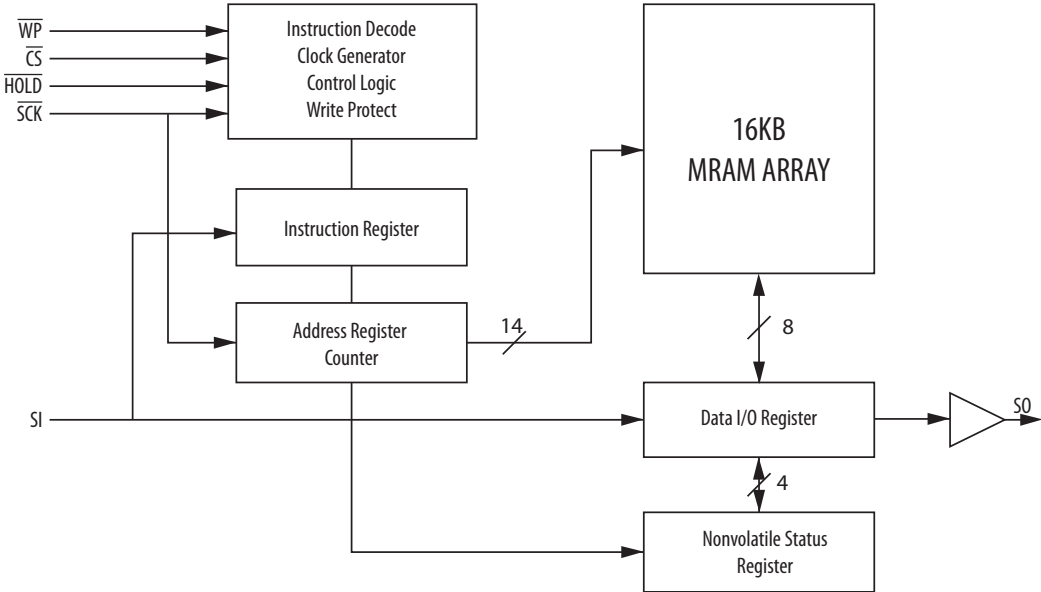 WP
CS
HOLD
SCK
Instruction Decode
Clock Generator
Control Logic
Write Protect
16KB
MRAM ARRAY
Instruction Register
Address Register
Counter
14
8
SI
Data I/O Register
SO
4
Nonvolatile Status
Register